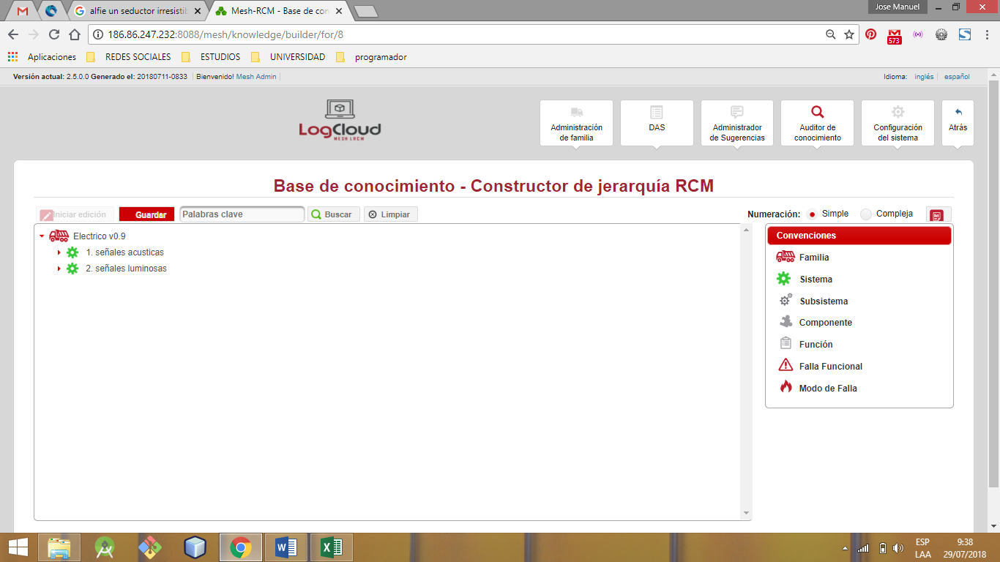 Jose Manuel
alfie un seductor irresistib
Mesh-RCM - Base de con
186.86.247.232:8088/mesh/knowledge/builder/for/8
573
Aplicaciones REDES SOCIALES ESTUDIOS UNIVERSIDAD programador
Versión actual: 2.5.0.0 Generado el: 20180711-0833 Bienvenido! Mesh Admin
Idioma: inglés español
LogCloud
MESH LRCM
Administración
de familia
DAS
Administrador
de Sugerencias
Auditor de
conocimiento
Configuración
del sistema
Atrás
Base de conocimiento - Constructor de jerarquía RCM
Iniciar edición Guardar Palabras clave Buscar Limpiar
Numeración: Simple Compleja
Electrico v0.9
1. señales acusticas
2. señales luminosas
Convenciones
Familia
Sistema
Subsistema
Componente
Función
Falla Funcional
Modo de Falla
ESP
LAA
9:38
29/07/2018